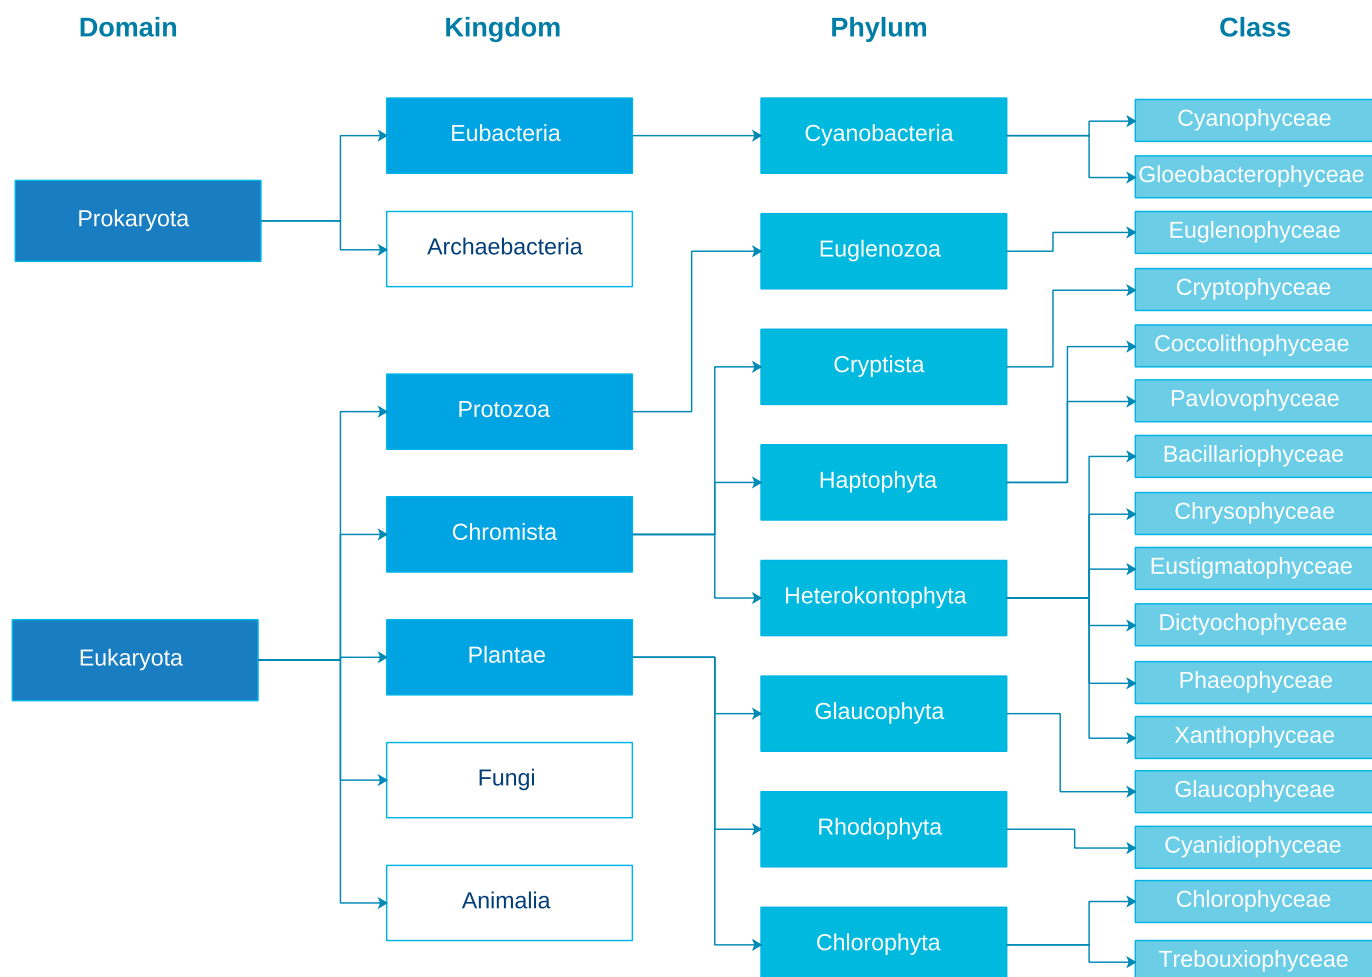 Domain
Kingdom
Phylum
Class
Prokaryota
Eukaryota
Eubacteria
Archaebacteria
Protozoa
Chromista
Plantae
Fungi
Animalia
Cyanobacteria
Euglenozoa
Cryptista
Haptophyta
Heterokontophyta
Glaucophyta
Rhodophyta
Chlorophyta
Cyanophyceae
Gloeobacterophyceae
Euglenophyceae
Cryptophyceae
Coccolithophyceae
Pavlovophyceae
Bacillariophyceae
Chrysophyceae
Eustigmatophyceae
Dictyochophyceae
Phaeophyceae
Xanthophyceae
Glaucophyceae
Cyanidiophyceae
Chlorophyceae
Trebouxiophyceae